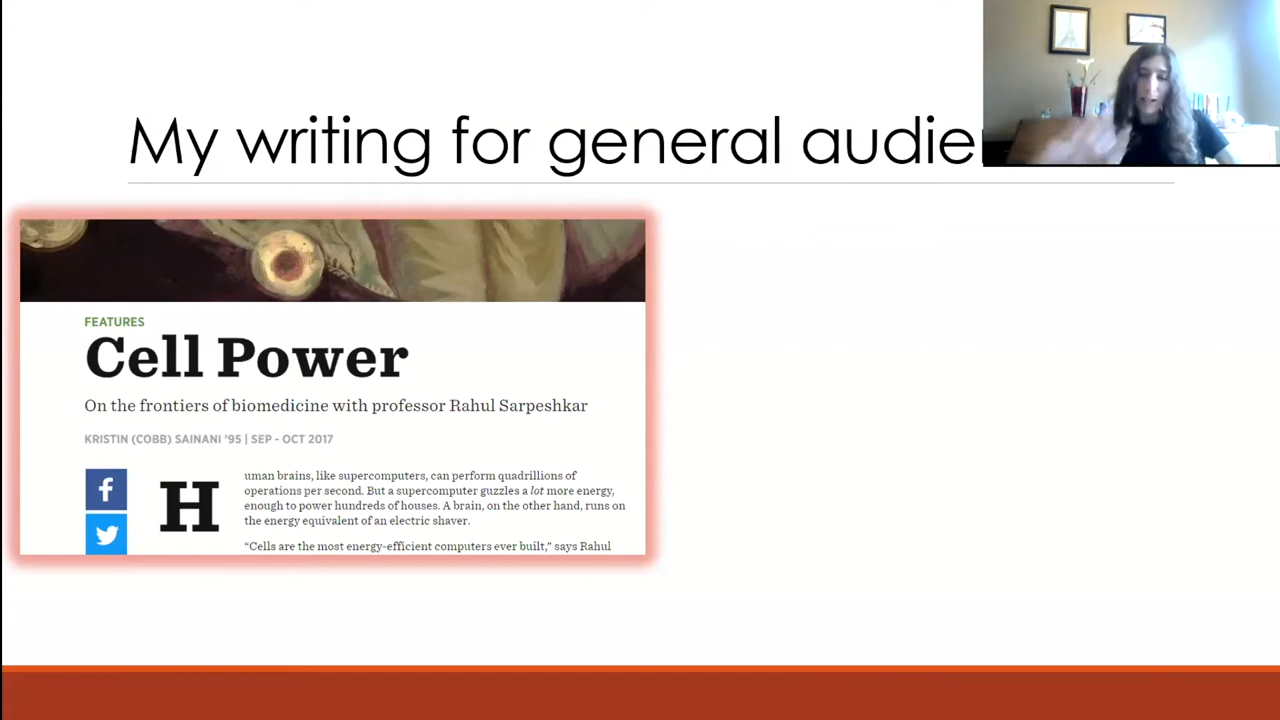 My writing for general audie
FEATURES
Cell Power
On the frontiers of biomedicine with professor Rahul Sarpeshkar
KRISTIN (COBB) SAINANI '95 | SEP - OCT 2017
Human brains, like supercomputers, can perform quadrillions of
operations per second. But a supercomputer guzzles a lot more energy,
enough to power hundreds of houses. A brain, on the other hand, runs on
the energy equivalent of an electric shaver.
“Cells are the most energy-efficient computers ever built,” says Rahul